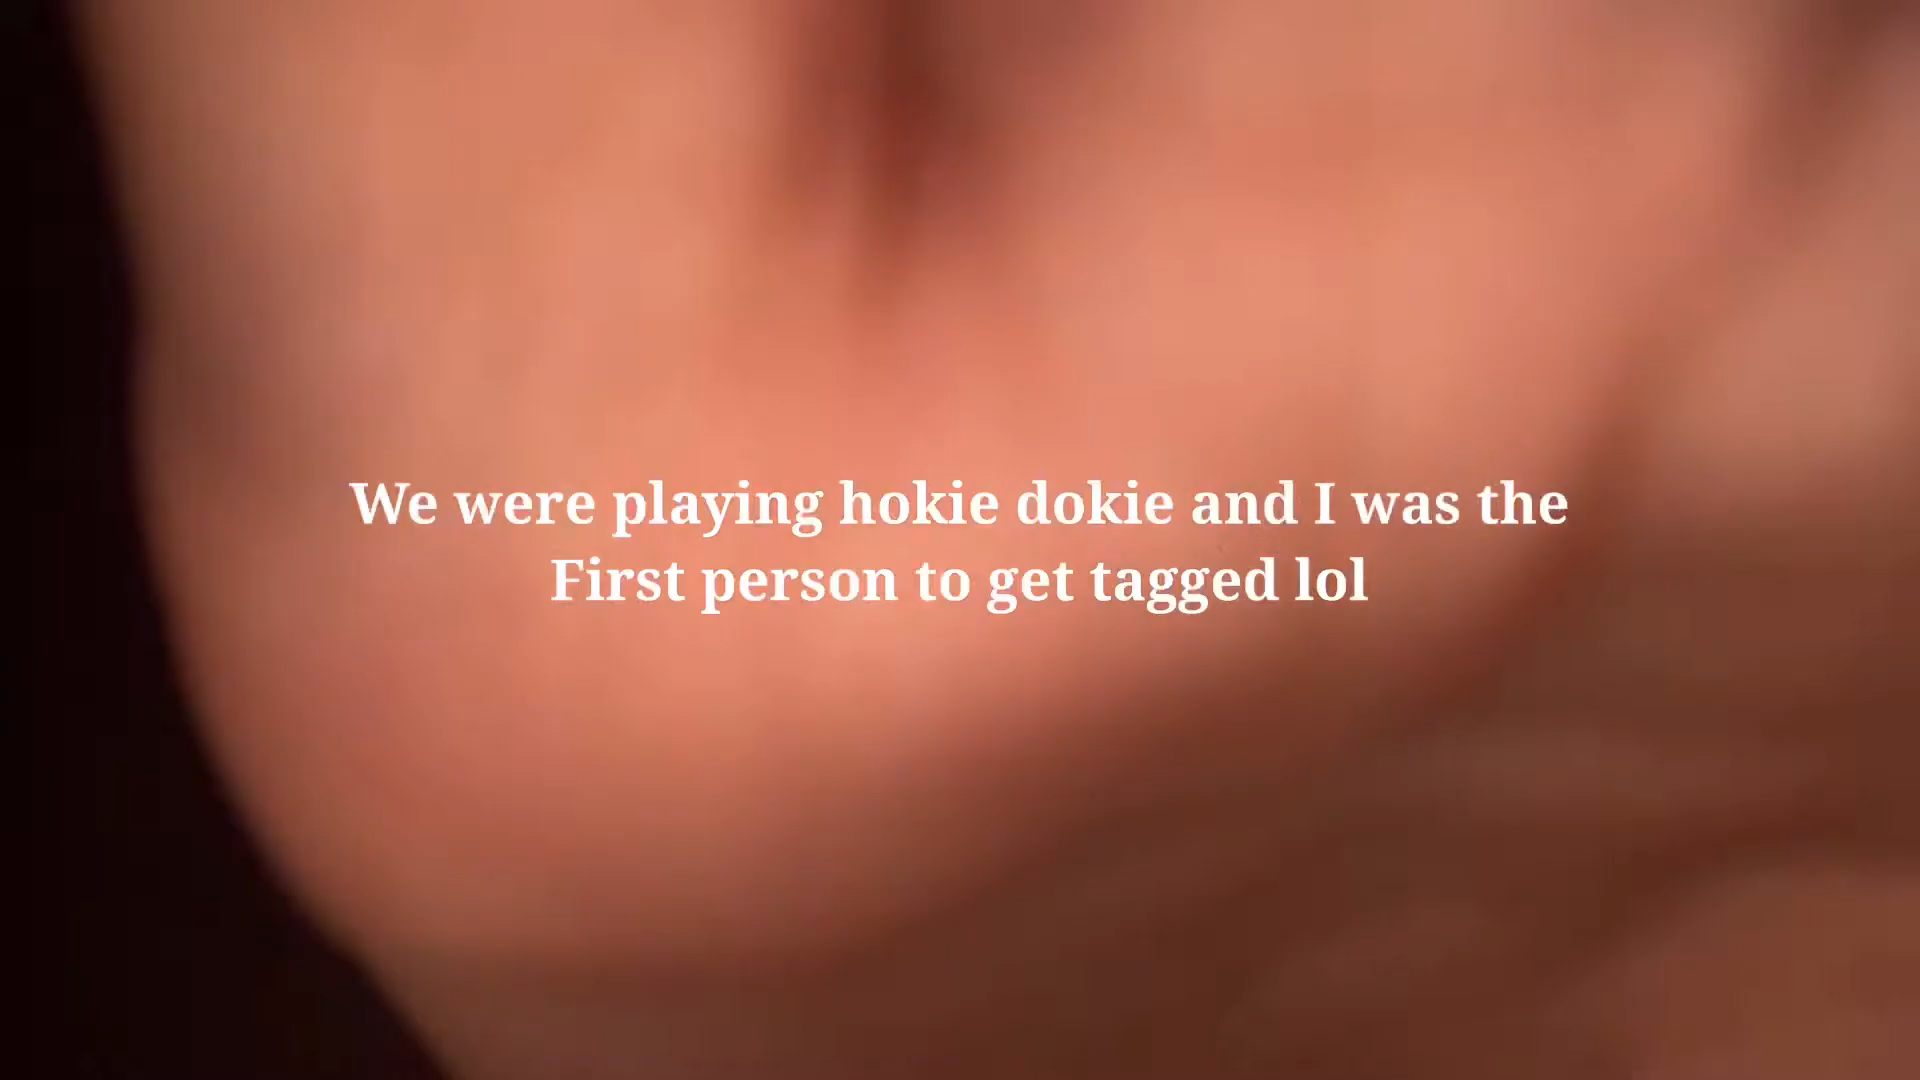 We were playing hokie dokie and I was the
First person to get tagged lol